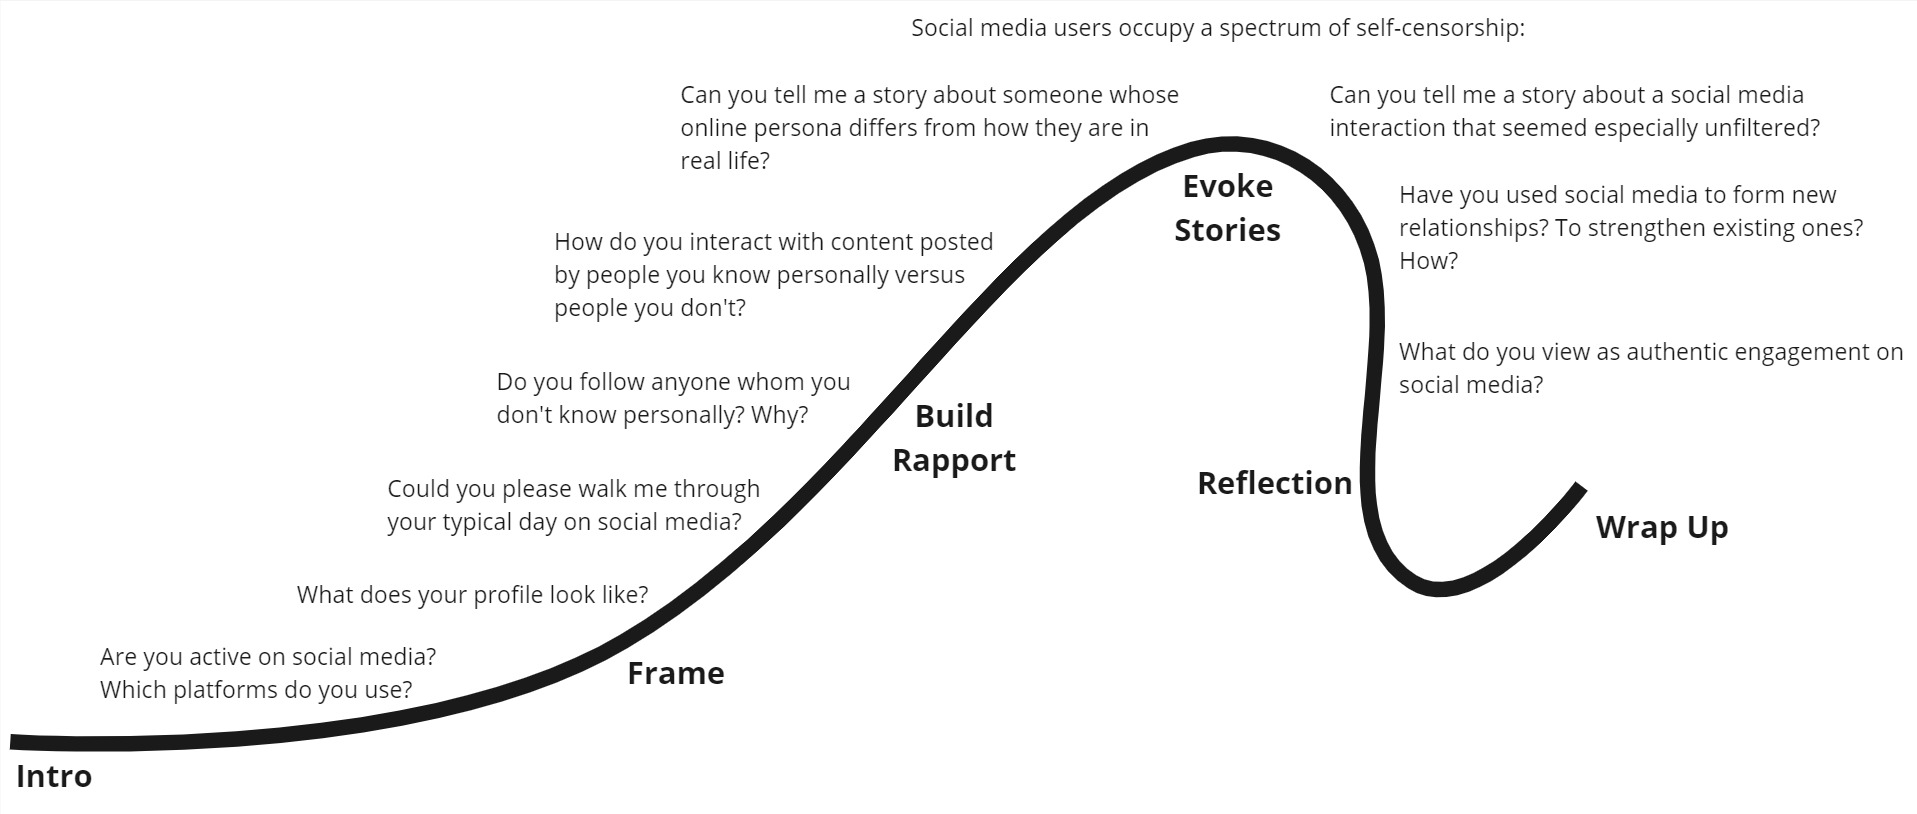 Social media users occupy a spectrum of self-censorship:
Can you tell me a story about someone whose
online persona differs from how they are in
real life?
Can you tell me a story about a social media
interaction that seemed especially unfiltered?
Evoke
Stories
Have you used social media to form new
relationships? To strengthen existing ones?
How?
How do you interact with content posted
by people you know personally versus
people you don't?
What do you view as authentic engagement on
social media?
Do you follow anyone whom you
don't know personally? Why?
Build
Rapport
Reflection
Could you please walk me through
your typical day on social media?
Wrap Up
What does your profile look like?
Are you active on social media?
Which platforms do you use?
Frame
Intro